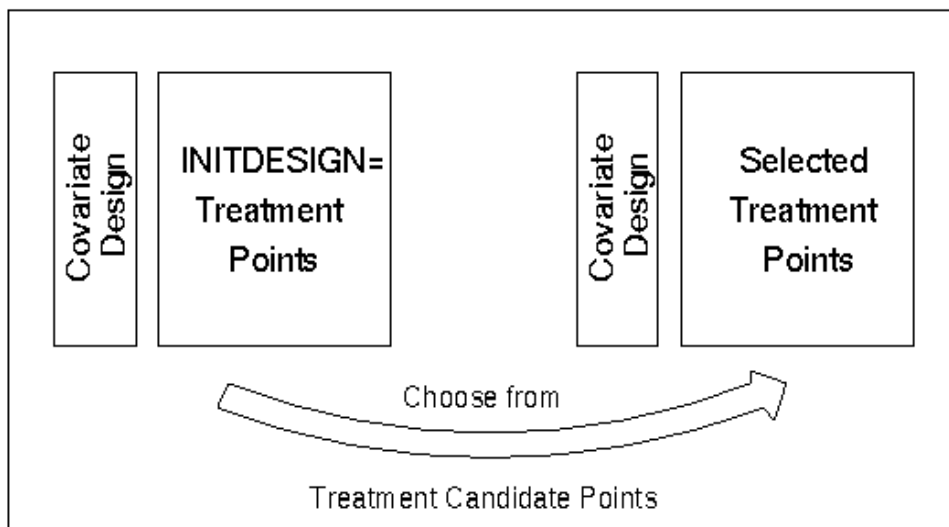 Covariate
Design
INITDESIGN=
Treatment
Points
Covariate
Design
Selected
Treatment
Points
Choose from
Treatment Candidate Points